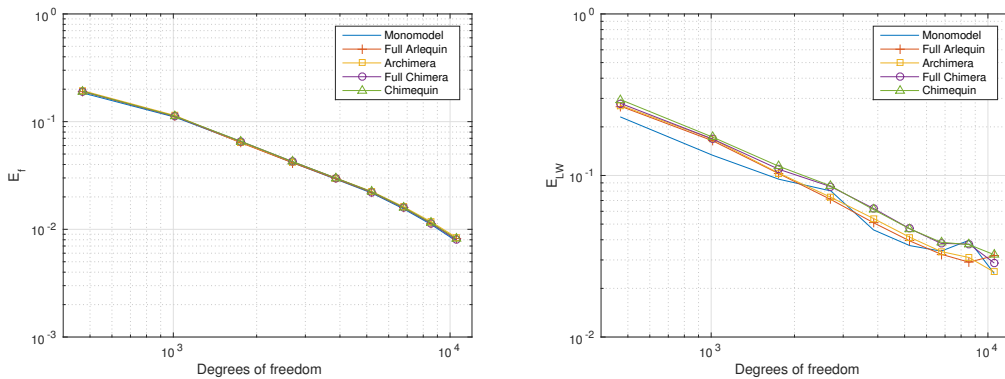 10^0
10^-1
10^-2
10^-3
E_f
10^3
10^4
Degrees of freedom
Monomodel
Full Arlequin
Archimera
Full Chimera
Chimequin
10^0
10^-1
10^-2
E_LW
10^3
10^4
Degrees of freedom
Monomodel
Full Arlequin
Archimera
Full Chimera
Chimequin